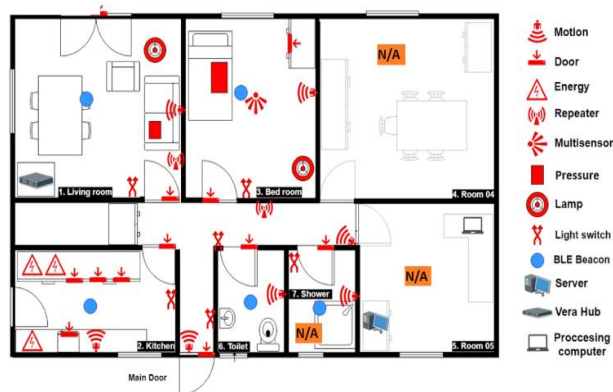 N/A
1. Living room
3. Bed room
4. Room 04
N/A
7. Shower
N/A
2. Kitchen
6. Toilet
5. Room 05
Main Door
Motion
Door
Energy
Repeater
Multisensor
Pressure
Lamp
Light switch
BLE Beacon
Server
Vera Hub
Proccesing
computer